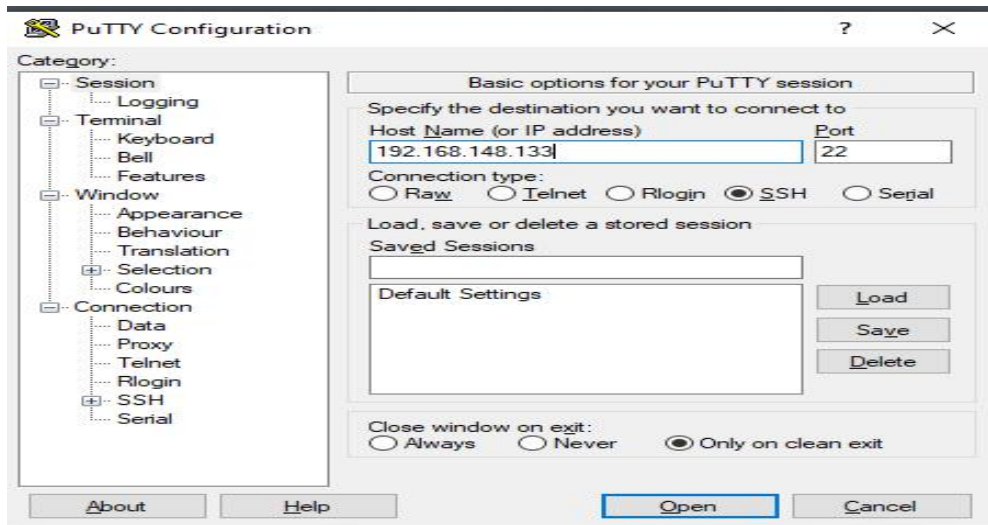 PuTTY Configuration
?
Category:
Session
Logging
Terminal
Keyboard
Bell
Features
Window
Appearance
Behaviour
Translation
Selection
Colours
Connection
Data
Proxy
Telnet
Rlogin
SSH
Serial
Basic options for your PuTTY session
Specify the destination you want to connect to
Host Name (or IP address) Port
192.168.148.133 22
Connection type:
Raw Telnet Rlogin SSH Serial
Load, save or delete a stored session
Saved Sessions
Default Settings
Load
Save
Delete
Close window on exit:
Always Never Only on clean exit
About Help Open Cancel